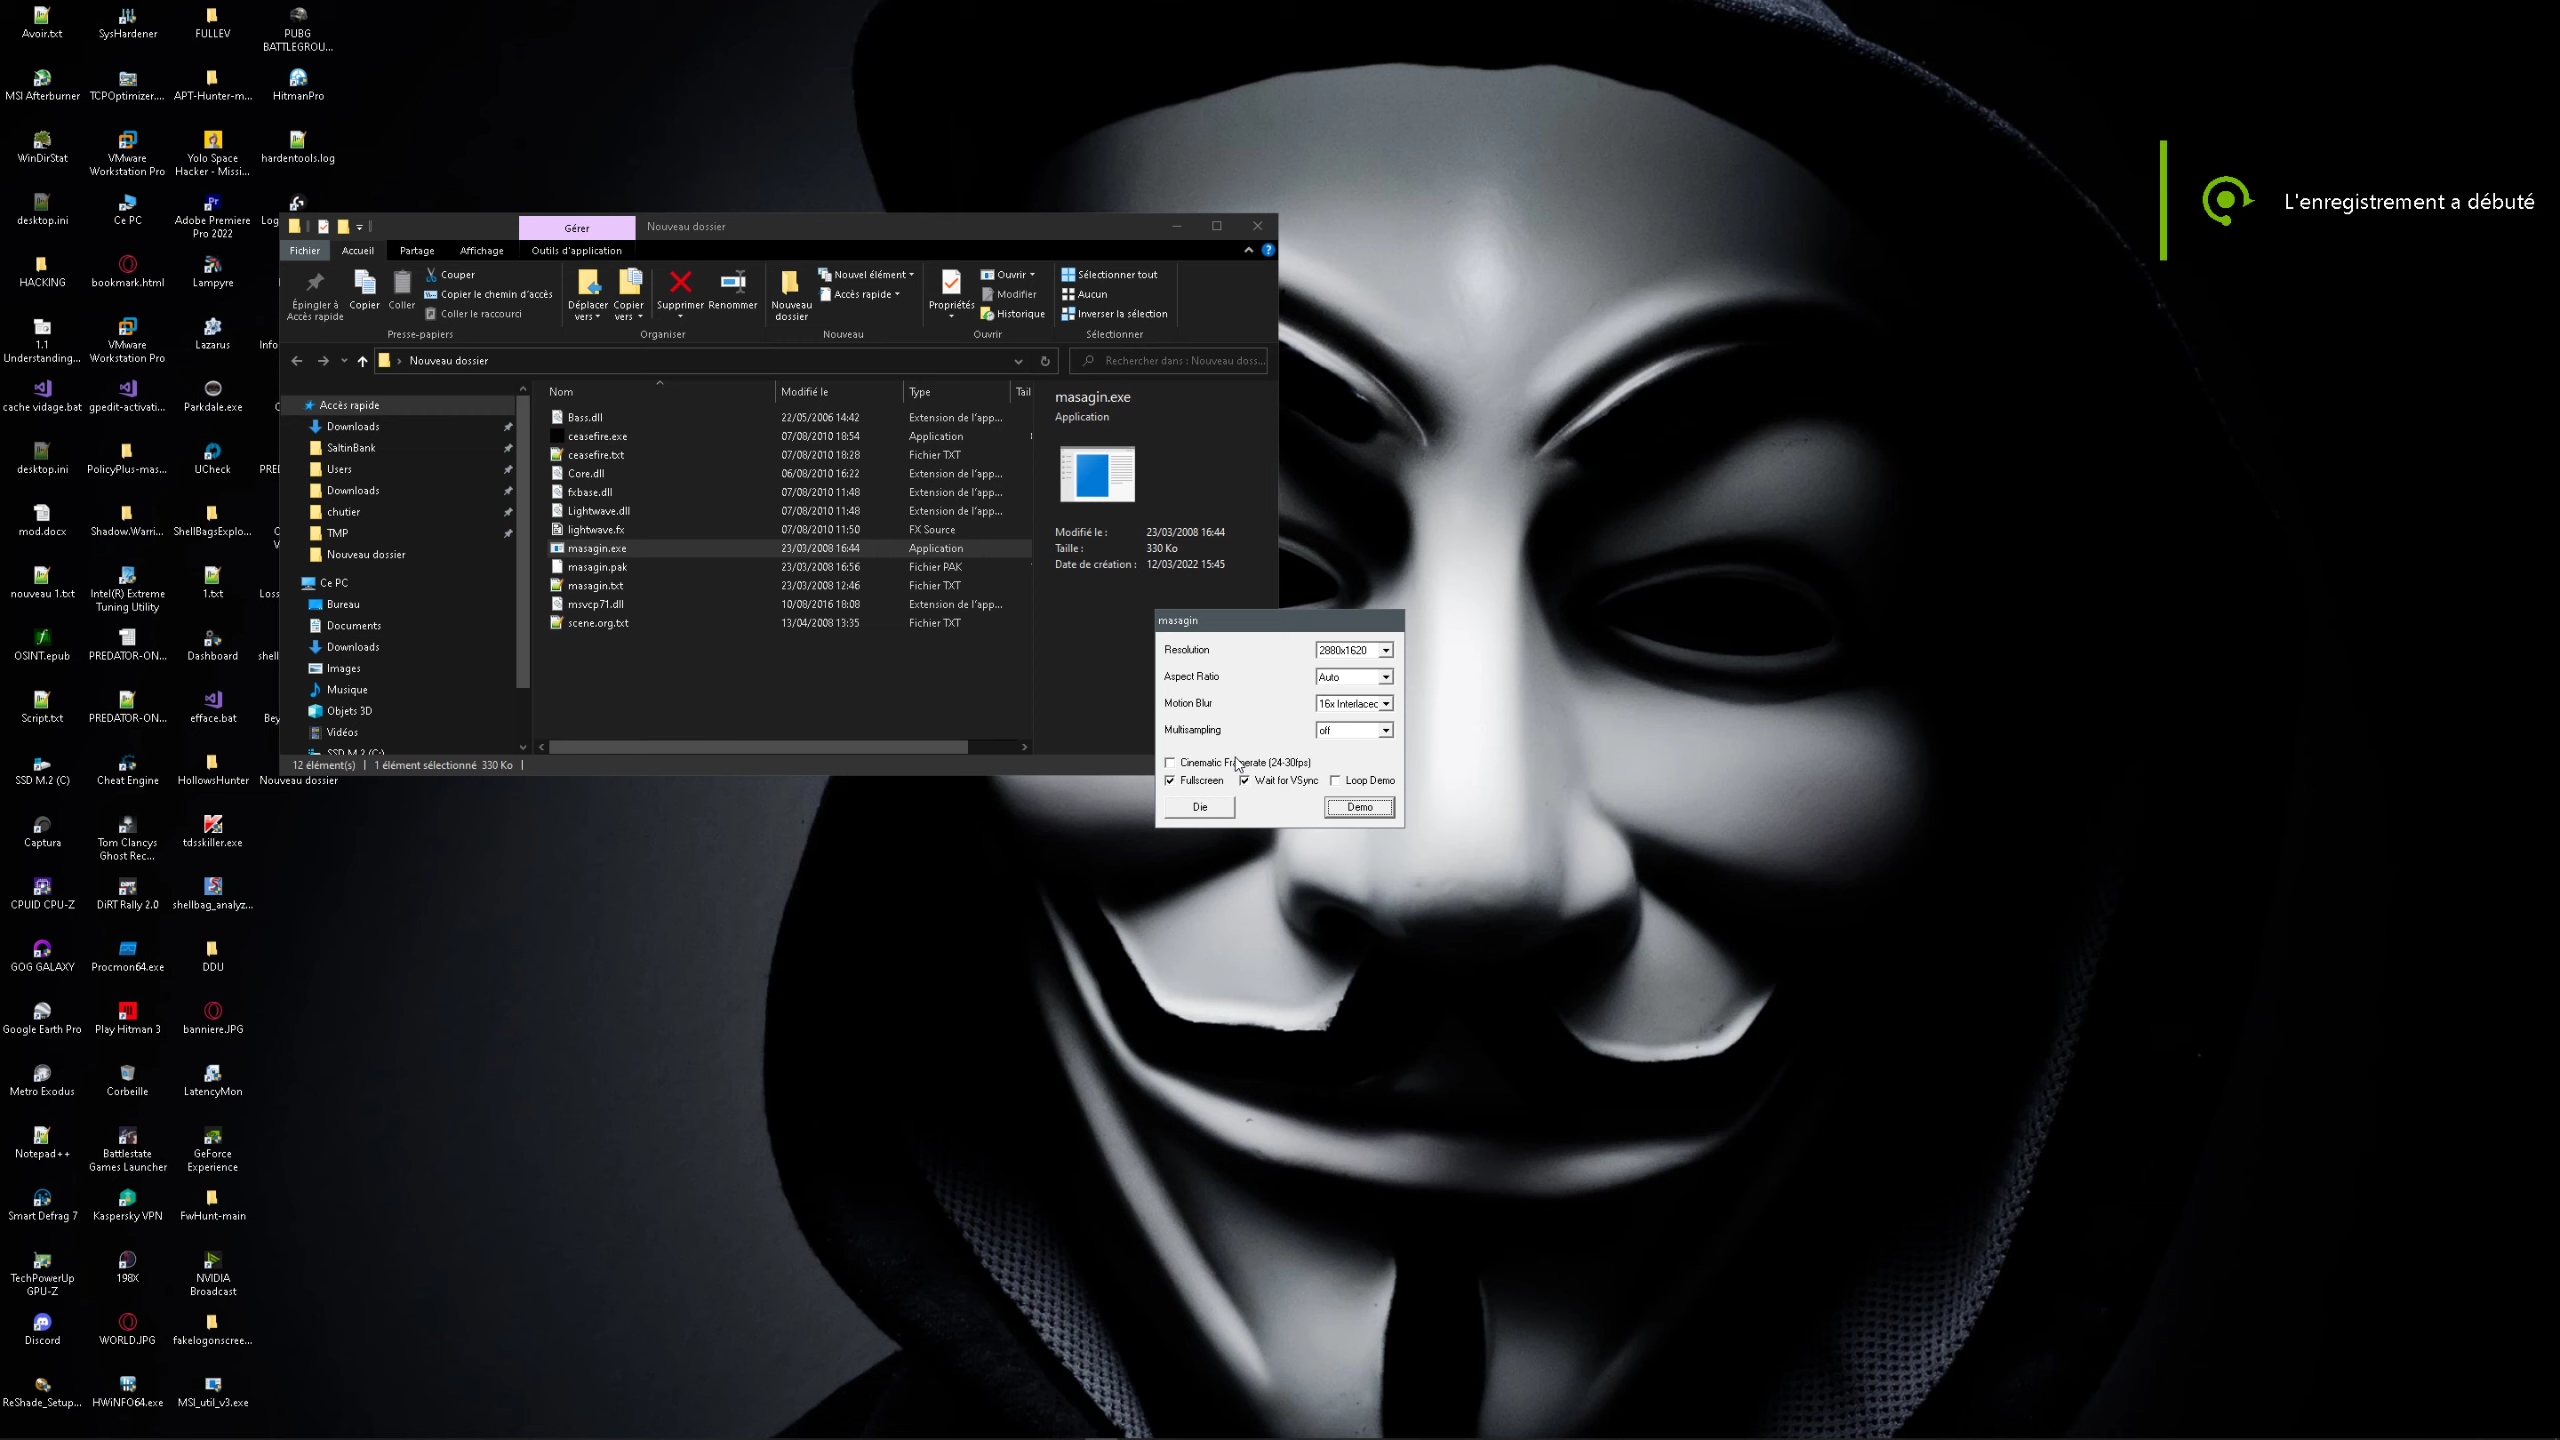 Avoir.txt
SysHardener
FULLEV
PUBG
BATTLEGROU...
MSI Afterburner
TCPOptimizer....
APT-Hunter-m...
HitmanPro
WinDirStat
VMware
Workstation Pro
Yolo Space
Hacker - Missi...
hardentools.log
desktop.ini
Ce PC
Adobe Premiere
Pro 2022
Log
HACKING
bookmark.html
Lampyre
1.1
Understanding...
VMware
Workstation Pro
Lazarus
Info
cache vidage.bat
gpedit-activati...
Parkdale.exe
desktop.ini
PolicyPlus-mas...
UCheck
PREI
mod.docx
Shadow.Warri...
ShellBagsExplo...
nouveau 1.txt
Intel(R) Extreme
Tuning Utility
1.txt
Loss
OSINT.epub
PREDATOR-ON...
Dashboard
shell
Script.txt
PREDATOR-ON...
efface.bat
Bey
SSD M.2 (C)
Cheat Engine
HollowsHunter
Nouveau dossier
Captura
Tom Clancys
Ghost Rec...
tdsskiller.exe
CPUID CPU-Z
DiRT Rally 2.0
shellbag_analyz...
GOG GALAXY
Procmon64.exe
DDU
Google Earth Pro
Play Hitman 3
banniere.JPG
Metro Exodus
Corbeille
LatencyMon
Notepad++
Battlestate
Games Launcher
GeForce
Experience
Smart Defrag 7
Kaspersky VPN
FwHunt-main
TechPowerUp
GPU-Z
198X
NVIDIA
Broadcast
Discord
WORLD.JPG
fakelogonscree...
ReShade_Setup...
HWiNFO64.exe
MSI_util_v3.exe
Gérer
Nouveau dossier
Fichier
Accueil
Partage
Affichage
Outils d'application
Épingler à
Accès rapide
Copier
Coller
Couper
Copier le chemin d'accès
Coller le raccourci
Presse-papiers
Déplacer
vers
Copier
vers
Supprimer
Renommer
Organiser
Nouveau
dossier
Nouvel élément
Accès rapide
Nouveau
Propriétés
Ouvrir
Modifier
Historique
Ouvrir
Sélectionner tout
Aucun
Inverser la sélection
Sélectionner
Nouveau dossier
Rechercher dans : Nouveau doss...
Accès rapide
Downloads
SaltinBank
Users
Downloads
chutier
TMP
Nouveau dossier
Ce PC
Bureau
Documents
Downloads
Images
Musique
Objets 3D
Vidéos
SSD M.2 (C:)
Nom Modifié le Type Tail
Bass.dll 22/05/2006 14:42 Extension de l'app...
ceasefire.exe 07/08/2010 18:54 Application
ceasefire.txt 07/08/2010 18:28 Fichier TXT
Core.dll 06/08/2010 16:22 Extension de l'app...
fxbase.dll 07/08/2010 11:48 Extension de l'app...
Lightwave.dll 07/08/2010 11:48 Extension de l'app...
lightwave.fx 07/08/2010 11:50 FX Source
masagin.exe 23/03/2008 16:44 Application
masagin.pak 23/03/2008 16:56 Fichier PAK
masagin.txt 23/03/2008 12:46 Fichier TXT
msvcp71.dll 10/08/2016 18:08 Extension de l'app...
scene.org.txt 13/04/2008 13:35 Fichier TXT
masagin.exe
Application
Modifié le : 23/03/2008 16:44
Taille : 330 Ko
Date de création : 12/03/2022 15:45
12 élément(s) 1 élément sélectionné 330 Ko
masagin
Resolution 2880x1620
Aspect Ratio Auto
Motion Blur 16x Interlaced
Multisampling off
Cinematic Framerate (24-30fps)
Fullscreen Wait for VSync Loop Demo
Die Demo
L'enregistrement a débuté